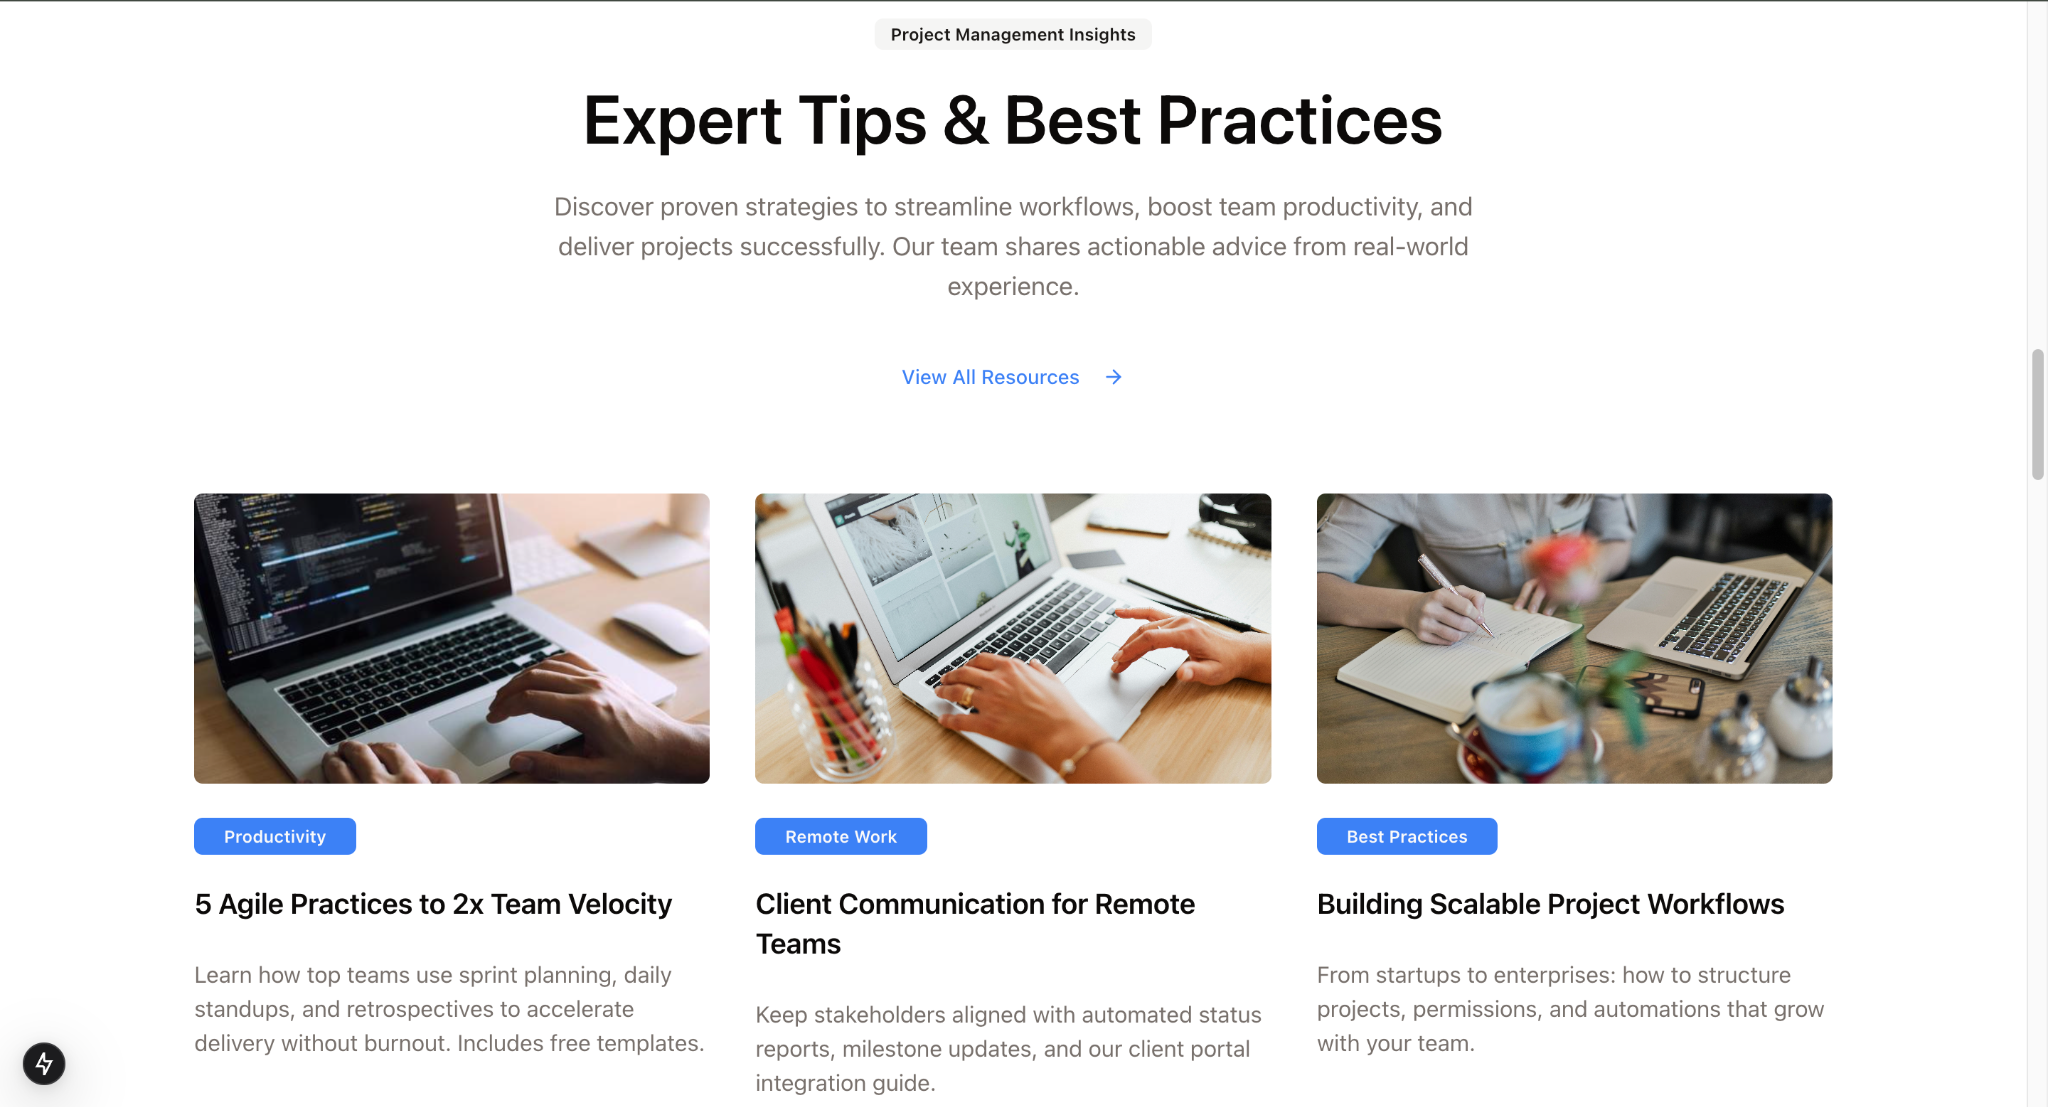 Project Management Insights
Expert Tips & Best Practices
Discover proven strategies to streamline workflows, boost team productivity, and
deliver projects successfully. Our team shares actionable advice from real-world
experience.
View All Resources →
Productivity
5 Agile Practices to 2x Team Velocity
Learn how top teams use sprint planning, daily
standups, and retrospectives to accelerate
delivery without burnout. Includes free templates.
Remote Work
Client Communication for Remote
Teams
Keep stakeholders aligned with automated status
reports, milestone updates, and our client portal
integration guide.
Best Practices
Building Scalable Project Workflows
From startups to enterprises: how to structure
projects, permissions, and automations that grow
with your team.